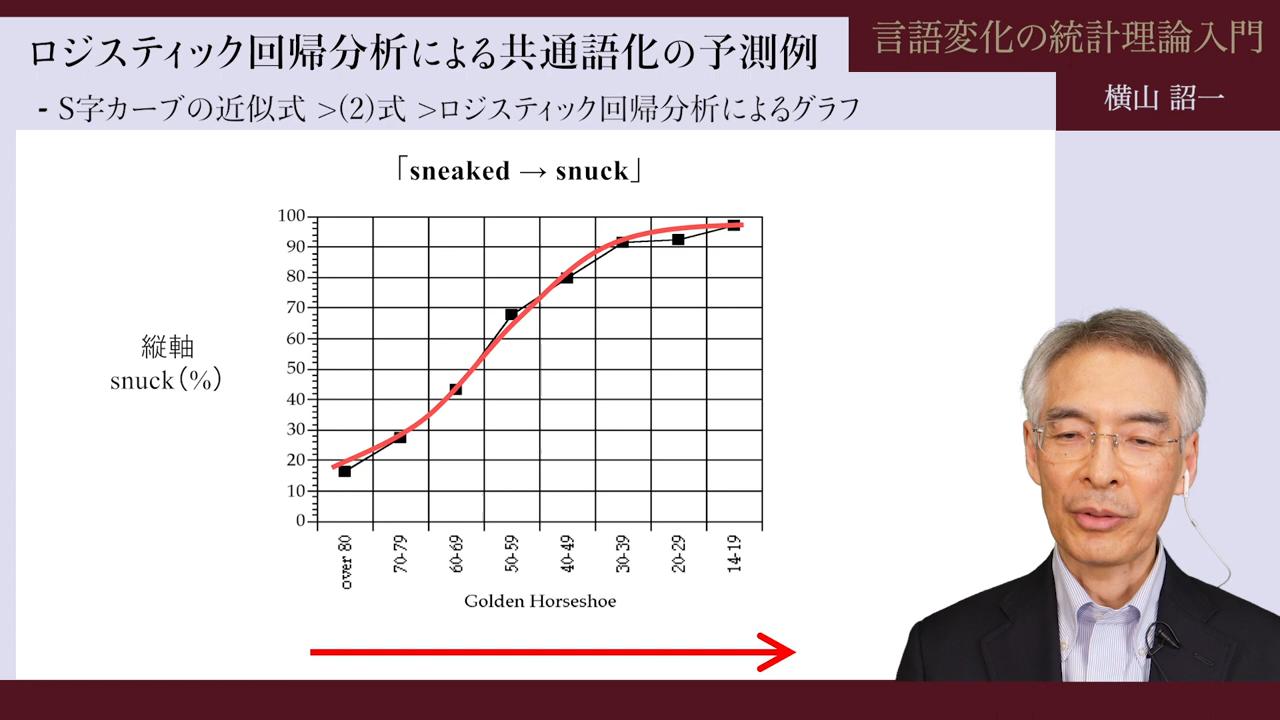 ロジスティック回帰分析による共通語化の予測例
言語変化の統計理論入門
- S字カーブの近似式 >(2)式 >ロジスティック回帰分析によるグラフ
横山 詔一
「sneaked → snuck」
縦軸
snuck(%)
100
90
80
70
60
50
40
30
20
10
0
over 80
70-79
60-69
50-59
40-49
30-39
20-29
14-19
Golden Horseshoe